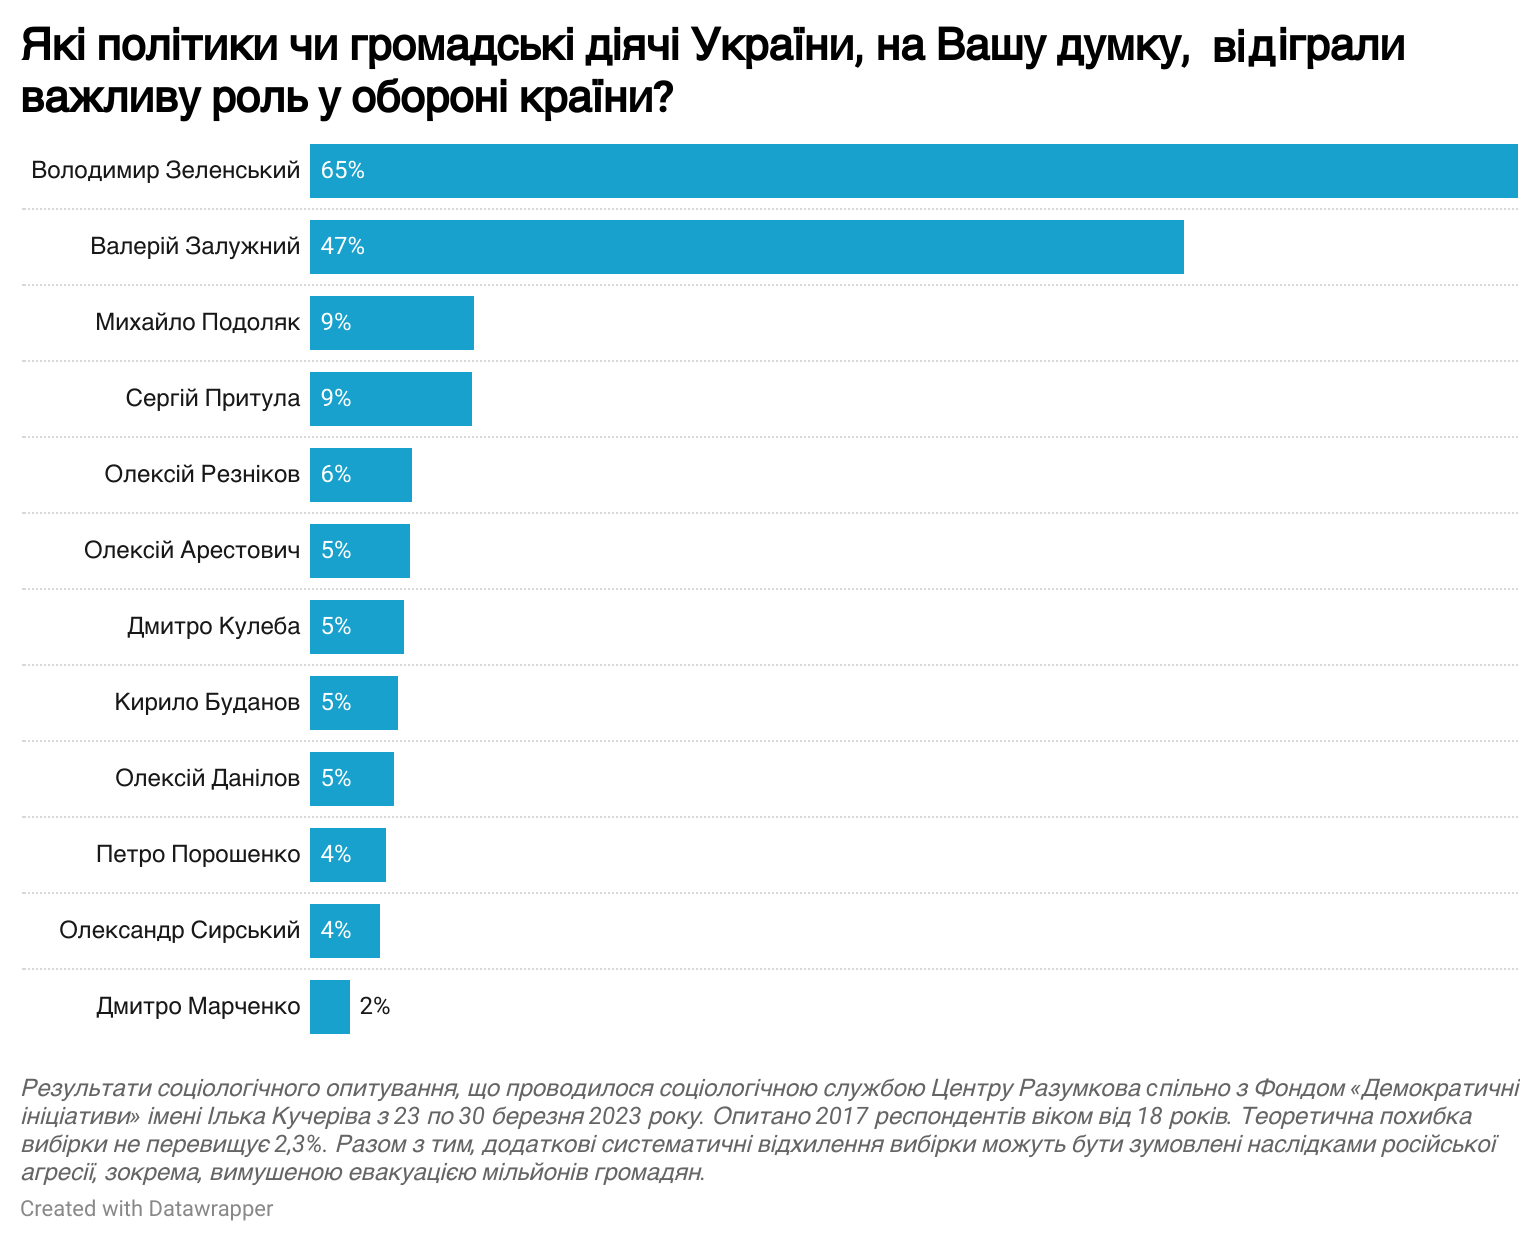 Які політики чи громадські діячі України, на Вашу думку, відіграли
важливу роль у обороні країни?
Володимир Зеленський 65%
Валерій Залужний 47%
Михайло Подоляк 9%
Сергій Притула 9%
Олексій Резніков 6%
Олексій Арестович 5%
Дмитро Кулеба 5%
Кирило Буданов 5%
Олексій Данілов 5%
Петро Порошенко 4%
Олександр Сирський 4%
Дмитро Марченко 2%
Результати соціологічного опитування, що проводилося соціологічною службою Центру Разумкова спільно з Фондом «Демократичні
ініціативи» імені Ілька Кучеріва з 23 по 30 березня 2023 року. Опитано 2017 респондентів віком від 18 років. Теоретична похибка
вибірки не перевищує 2,3%. Разом з тим, додаткові систематичні відхилення вибірки можуть бути зумовлені наслідками російської
агресії, зокрема, вимушеною евакуацією мільйонів громадян.
Created with Datawrapper